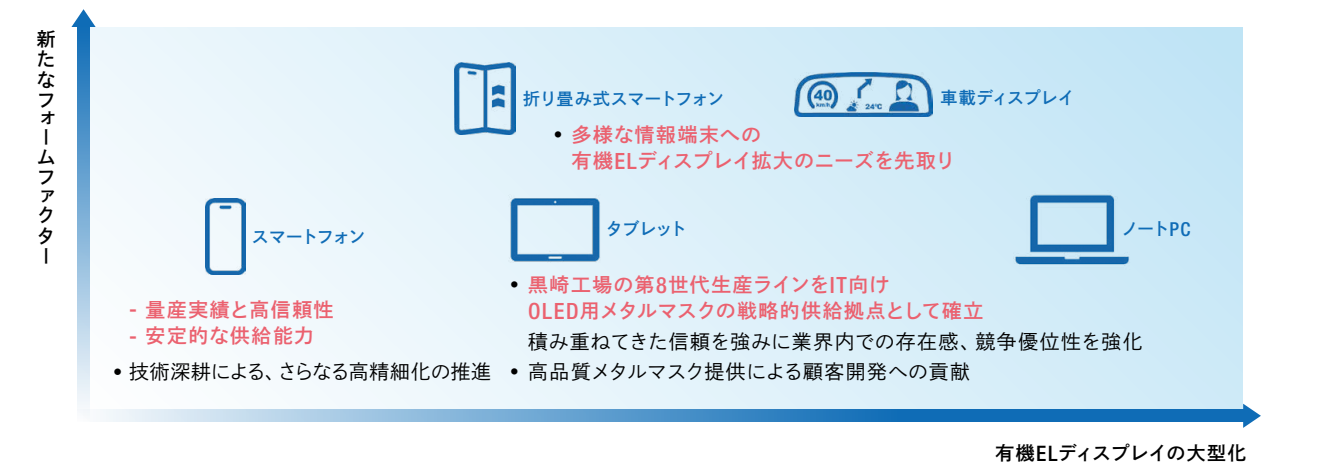 新たなフォームファクター
折り畳み式スマートフォン
40
km/h
24℃
車載ディスプレイ
• 多様な情報端末への
有機ELディスプレイ拡大のニーズを先取り
スマートフォン
タブレット
ノートPC
- 量産実績と高信頼性
- 安定的な供給能力
• 技術深耕による、さらなる高精細化の推進
• 黒崎工場の第8世代生産ラインをIT向け
OLED用メタルマスクの戦略的供給拠点として確立
積み重ねてきた信頼を強みに業界内での存在感、競争優位性を強化
• 高品質メタルマスク提供による顧客開発への貢献
有機ELディスプレイの大型化